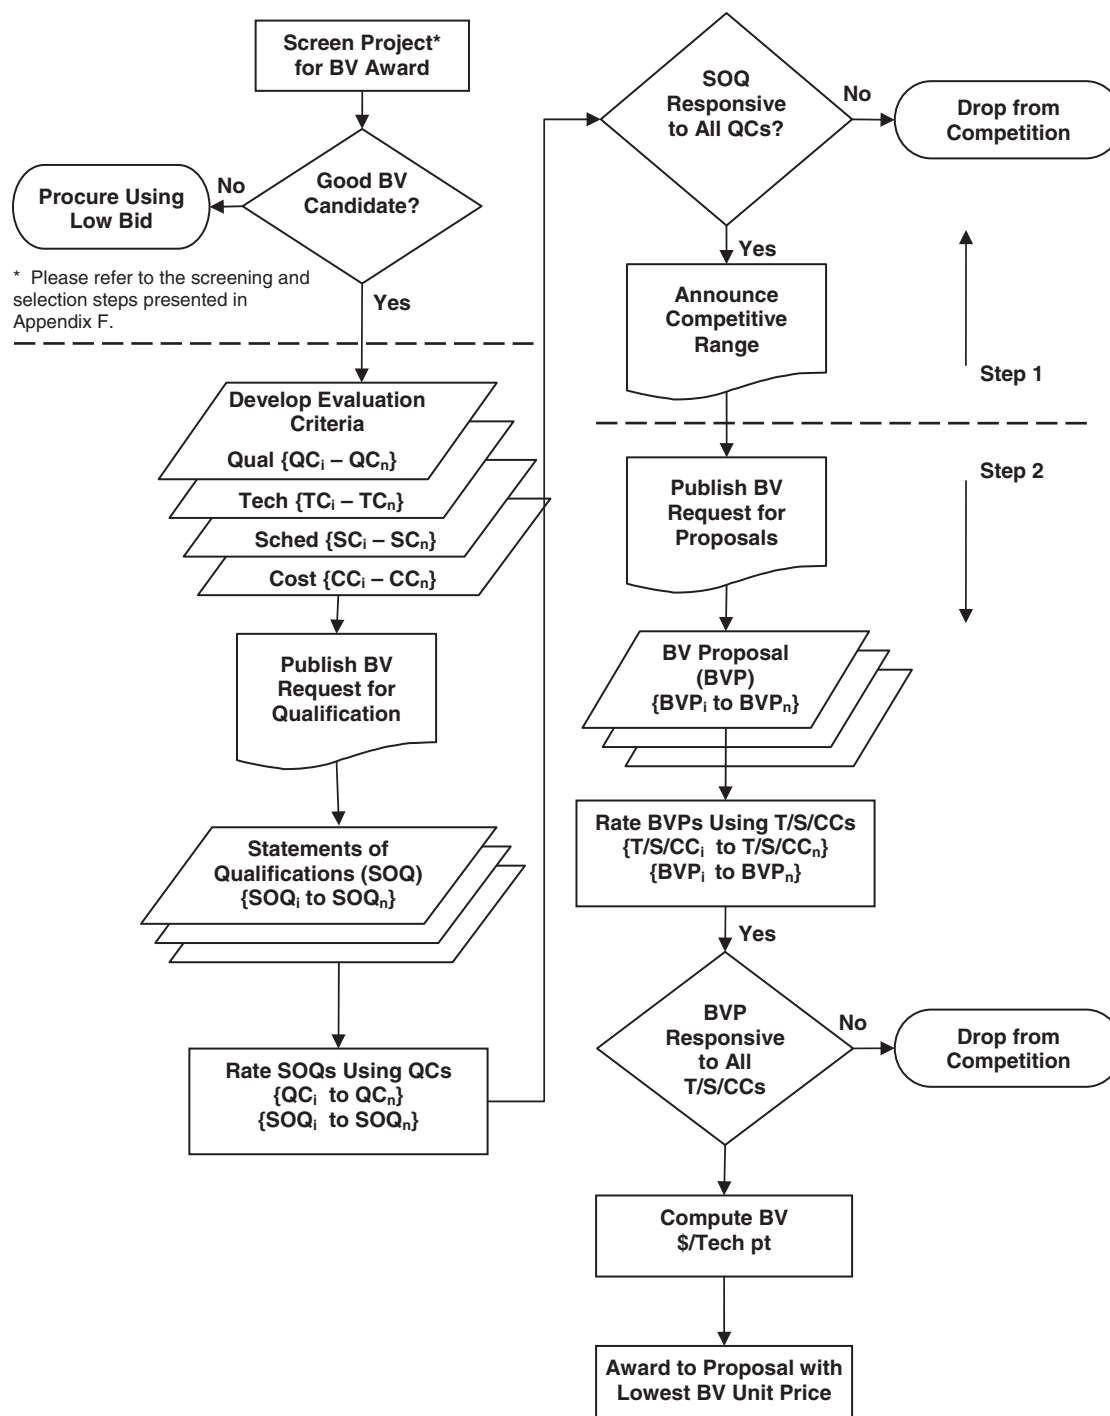 Screen Project*
for BV Award
Good BV
Candidate?
No
Procure Using
Low Bid
* Please refer to the screening and
selection steps presented in
Appendix F.
Yes
Develop Evaluation
Criteria
Qual {QCi – QCn}
Tech {TCi – TCn}
Sched {SCi – SCn}
Cost {CCi – CCn}
Publish BV
Request for
Qualification
Statements of
Qualifications (SOQ)
{SOQi to SOQn}
Rate SOQs Using QCs
{QCi to QCn}
{SOQi to SOQn}
SOQ
Responsive
to All QCs?
No
Drop from
Competition
Yes
Announce
Competitive
Range
Step 1
Step 2
Publish BV
Request for
Proposals
BV Proposal
(BVP)
{BVPi to BVPn}
Rate BVPs Using T/S/CCs
{T/S/CCi to T/S/CCn}
{BVPi to BVPn}
Yes
BVP
Responsive
to All
T/S/CCs
No
Drop from
Competition
Compute BV
$/Tech pt
Award to Proposal with
Lowest BV Unit Price